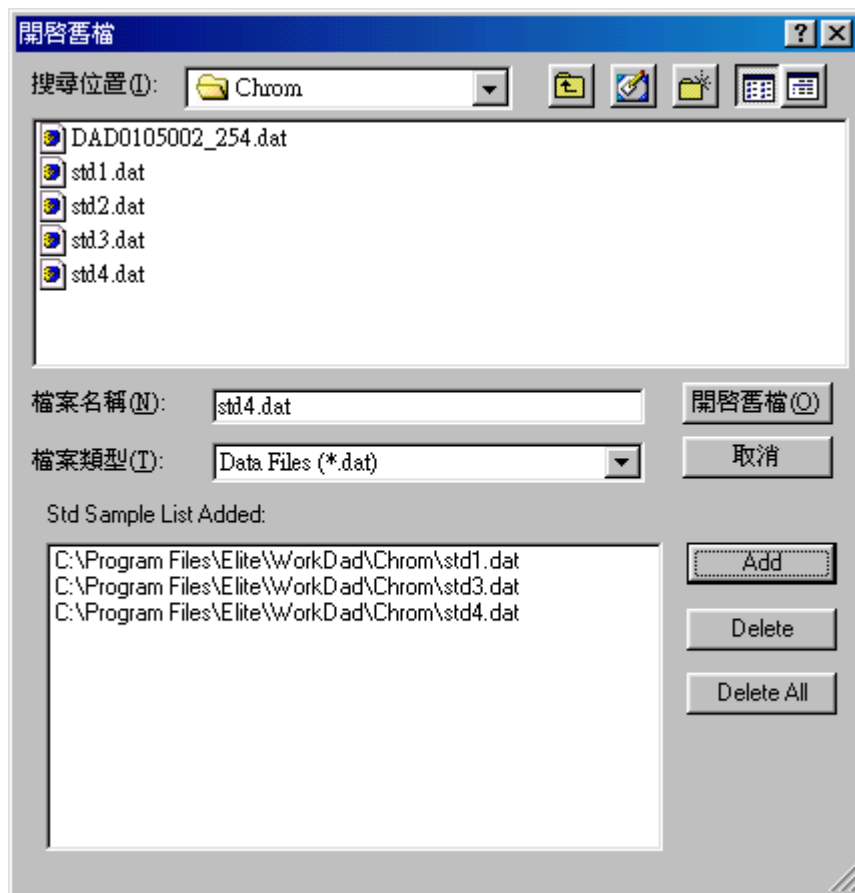 開啓舊檔
搜尋位置(I): Chrom
DAD0105002_254.dat
std1.dat
std2.dat
std3.dat
std4.dat
檔案名稱(N): std4.dat 開啓舊檔(O)
檔案類型(T): Data Files (*.dat) 取消
Std Sample List Added:
C:\Program Files\Elite\WorkDad\Chrom\std1.dat
C:\Program Files\Elite\WorkDad\Chrom\std3.dat
C:\Program Files\Elite\WorkDad\Chrom\std4.dat
Add
Delete
Delete All